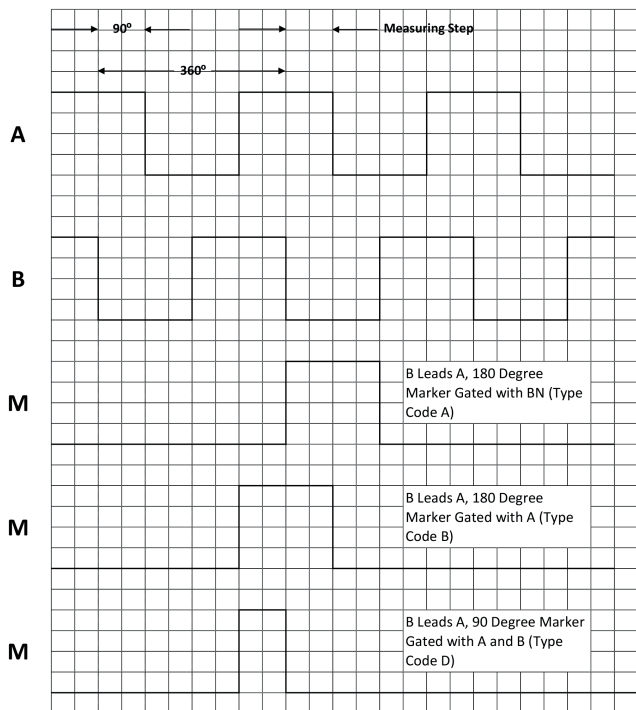 90º
Measuring Step
360º
A
B
M
B Leads A, 180 Degree
Marker Gated with BN (Type
Code A)
M
B Leads A, 180 Degree
Marker Gated with A (Type
Code B)
M
B Leads A, 90 Degree Marker
Gated with A and B (Type
Code D)